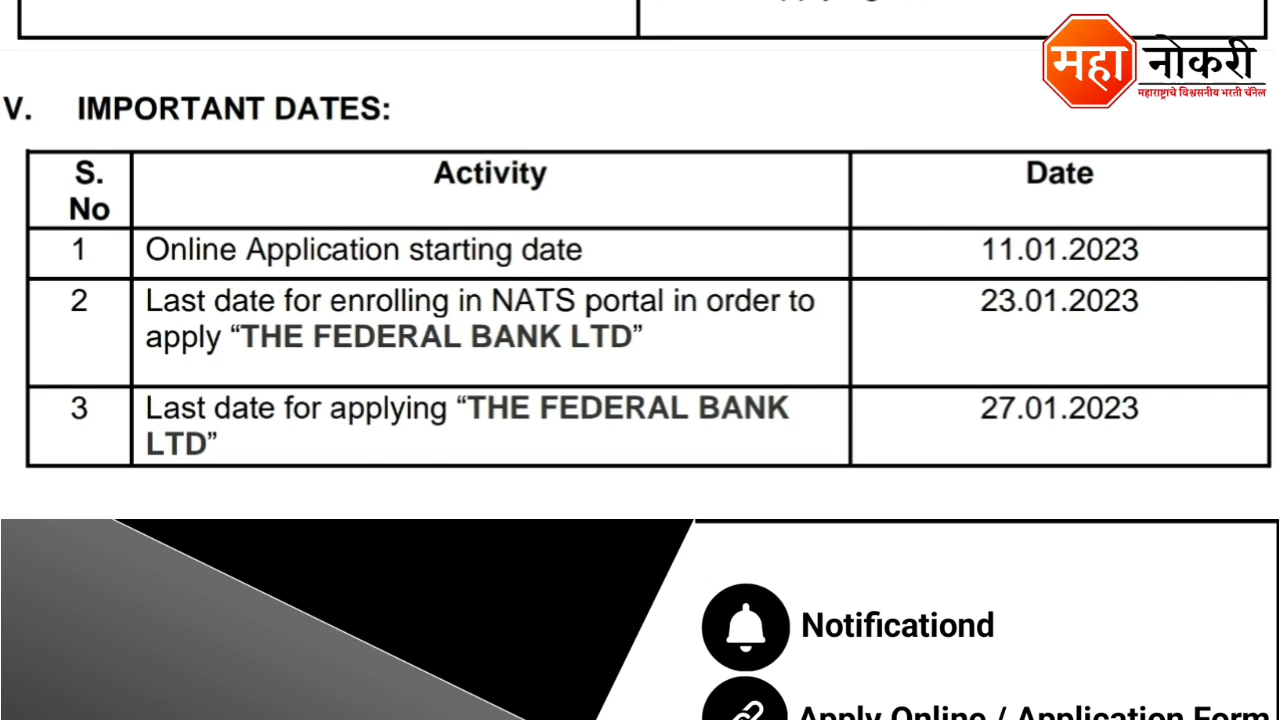 महा नोकरी
महाराष्ट्राचे विश्वसनीय भरती चॅनेल
V. IMPORTANT DATES:
S. No Activity Date
1 Online Application starting date 11.01.2023
2 Last date for enrolling in NATS portal in order to 23.01.2023
apply “THE FEDERAL BANK LTD”
3 Last date for applying “THE FEDERAL BANK 27.01.2023
LTD”
Notificationd
Apply Online / Application Form